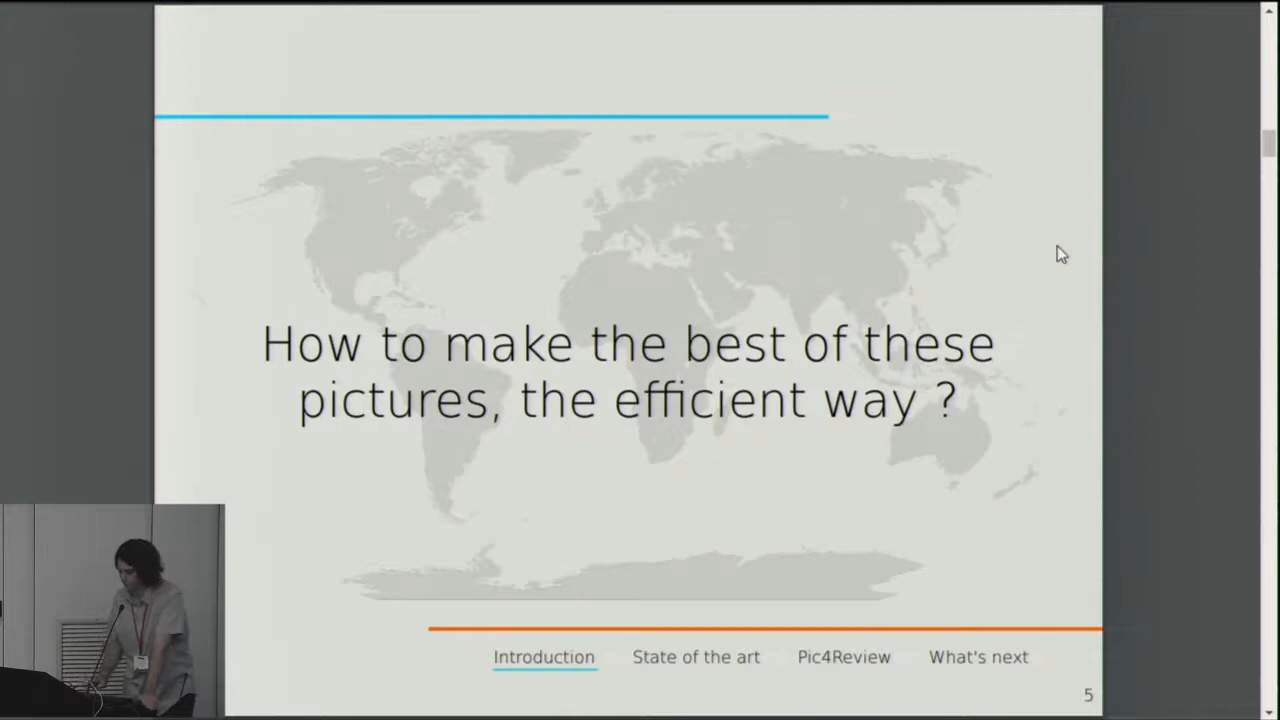 How to make the best of these
pictures, the efficient way ?
Introduction State of the art Pic4Review What's next
5